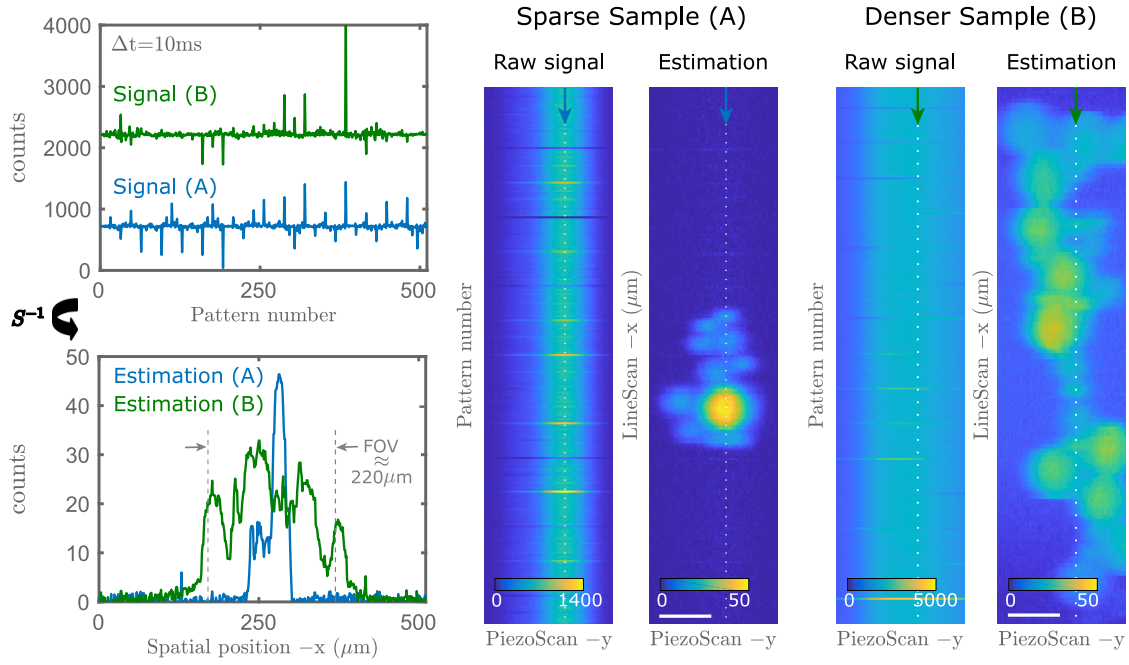 4000
3000
2000
1000
0
counts
Δt=10ms
Signal (B)
Signal (A)
0
250
500
Pattern number
S⁻¹
50
40
30
20
10
0
counts
Estimation (A)
Estimation (B)
FOV
≈
220μm
0
250
500
Spatial position −x (μm)
Sparse Sample (A)
Raw signal
Estimation
Pattern number
LineScan −x (μm)
0
1400
0
50
PiezoScan −y
PiezoScan −y
Denser Sample (B)
Raw signal
Estimation
Pattern number
LineScan −x (μm)
0
5000
0
50
PiezoScan −y
PiezoScan −y